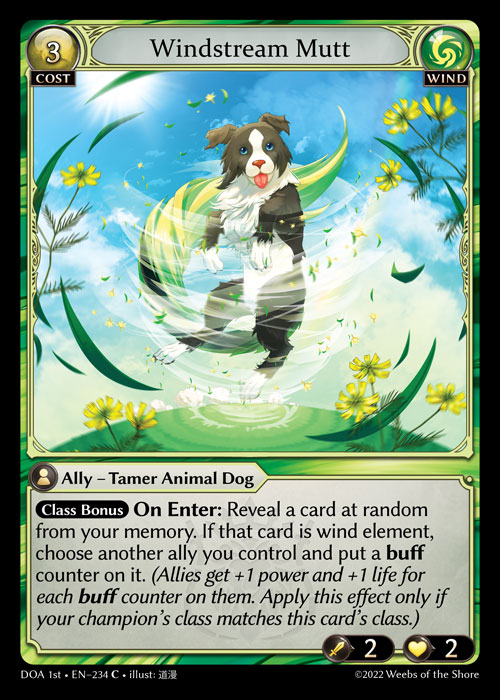 3
Windstream Mutt
COST
WIND
Ally – Tamer Animal Dog
Class Bonus On Enter: Reveal a card at random
from your memory. If that card is wind element,
choose another ally you control and put a buff
counter on it. (Allies get +1 power and +1 life for
each buff counter on them. Apply this effect only if
your champion's class matches this card's class.)
2 2
DOA 1st • EN–234 C • illust: 道漫
©2022 Weebs of the Shore